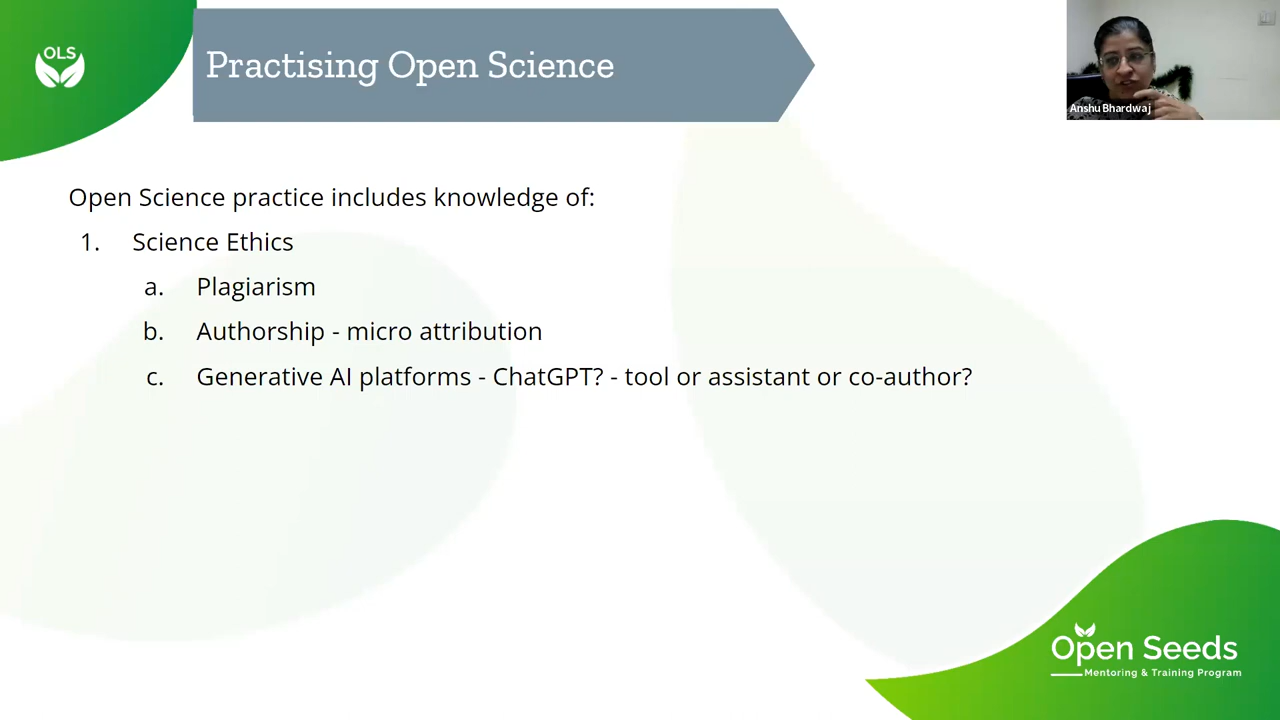 OLS
Practising Open Science
Anshu Bhardwaj
Open Science practice includes knowledge of:
1. Science Ethics
a. Plagiarism
b. Authorship - micro attribution
c. Generative AI platforms - ChatGPT? - tool or assistant or co-author?
Open Seeds
Mentoring & Training Program